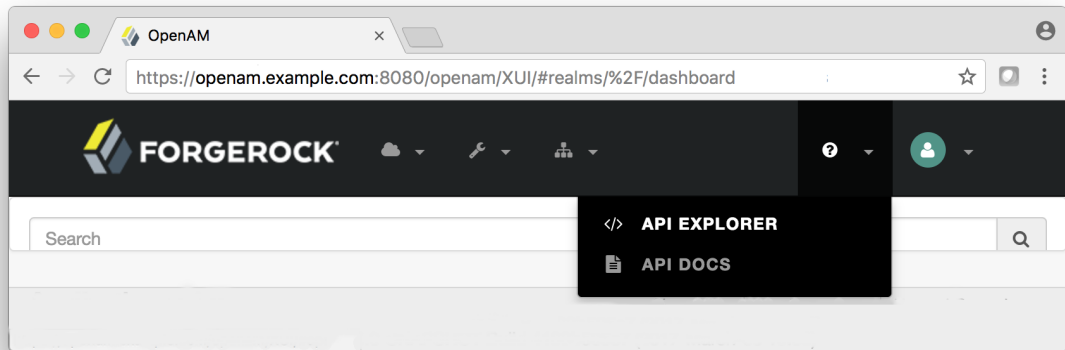 OpenAM
https://openam.example.com:8080/openam/XUI/#realms/%2F/dashboard
FORGEROCK
Search
API EXPLORER
API DOCS